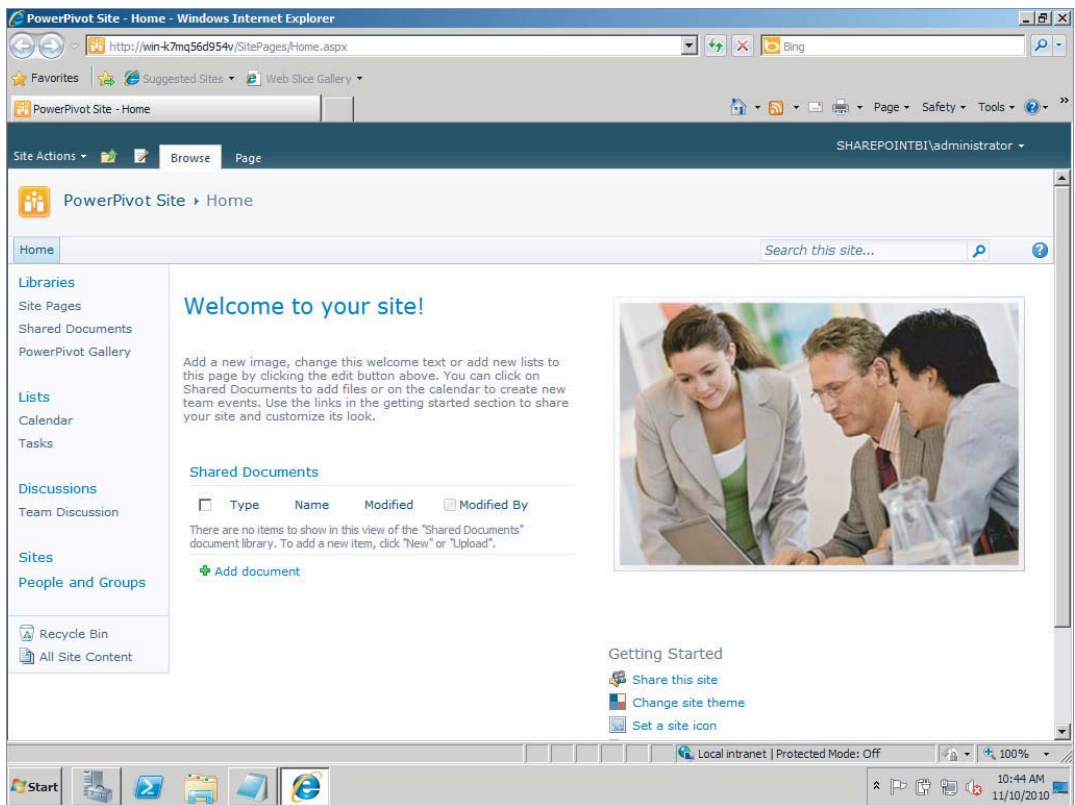 PowerPivot Site - Home - Windows Internet Explorer
http://win-k7mq56d954v/SitePages/Home.aspx
Bing
Favorites
Suggested Sites
Web Slice Gallery
PowerPivot Site - Home
Page
Safety
Tools
»
Site Actions
Browse
Page
SHAREPOINTBI\administrator
PowerPivot Site
Home
Home
Search this site...
Libraries
Site Pages
Shared Documents
PowerPivot Gallery
Lists
Calendar
Tasks
Discussions
Team Discussion
Sites
People and Groups
Recycle Bin
All Site Content
Welcome to your site!
Add a new image, change this welcome text or add new lists to
this page by clicking the edit button above. You can click on
Shared Documents to add files or on the calendar to create new
team events. Use the links in the getting started section to share
your site and customize its look.
Shared Documents
Type Name Modified Modified By
There are no items to show in this view of the "Shared Documents"
document library. To add a new item, click "New" or "Upload".
Add document
Getting Started
Share this site
Change site theme
Set a site icon
Local intranet | Protected Mode: Off
100%
Start
10:44 AM
11/10/2010